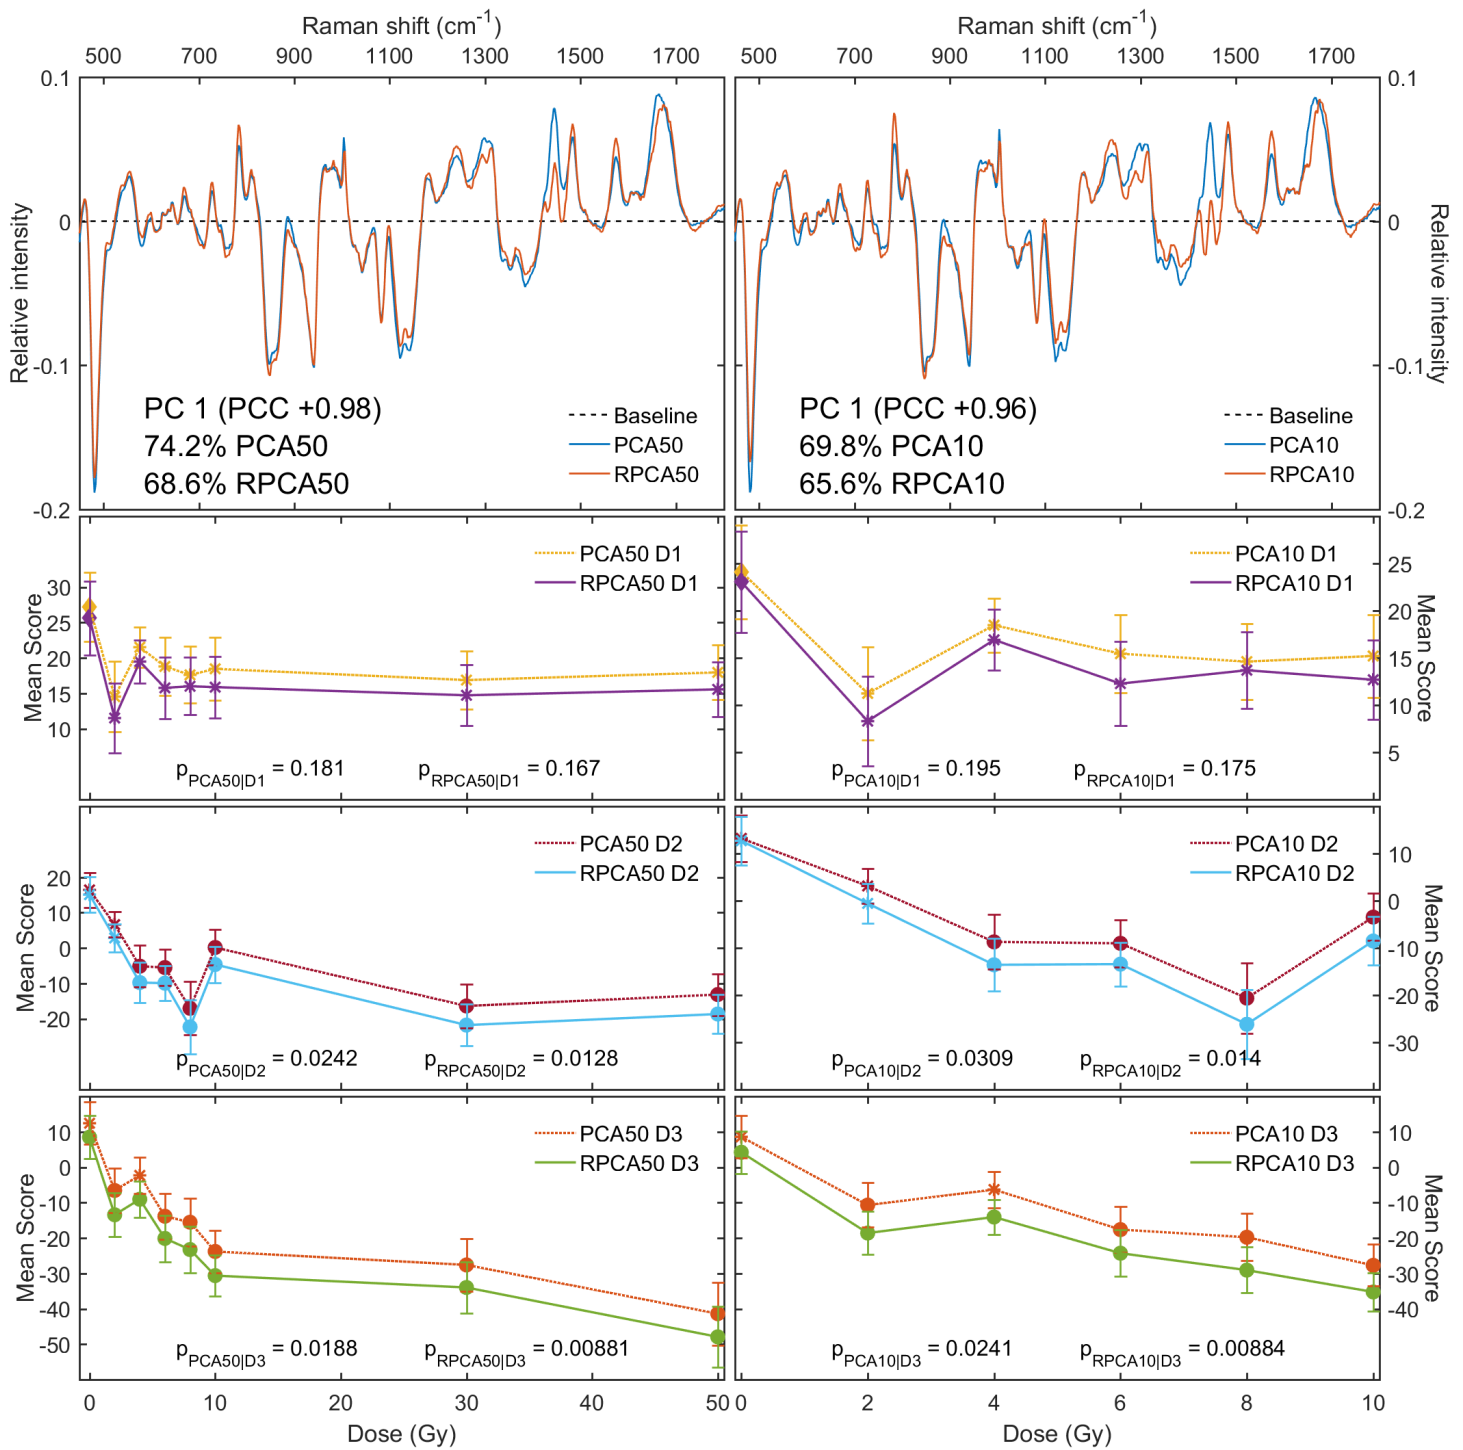 Raman shift (cm-1)
Raman shift (cm-1)
500 700 900 1100 1300 1500 1700
500 700 900 1100 1300 1500 1700
0.1
0
-0.1
-0.2
Relative intensity
PC 1 (PCC +0.98)
74.2% PCA50
68.6% RPCA50
Baseline
PCA50
RPCA50
PC 1 (PCC +0.96)
69.8% PCA10
65.6% RPCA10
Baseline
PCA10
RPCA10
0.1
0
-0.1
-0.2
Relative intensity
30
25
20
15
10
Mean Score
PCA50 D1
RPCA50 D1
pPCA50|D1 = 0.181
pRPCA50|D1 = 0.167
PCA10 D1
RPCA10 D1
pPCA10|D1 = 0.195
pRPCA10|D1 = 0.175
25
20
15
10
5
Mean Score
20
10
0
-10
-20
Mean Score
PCA50 D2
RPCA50 D2
pPCA50|D2 = 0.0242
pRPCA50|D2 = 0.0128
PCA10 D2
RPCA10 D2
pPCA10|D2 = 0.0309
pRPCA10|D2 = 0.014
10
0
-10
-20
-30
Mean Score
10
0
-10
-20
-30
-40
-50
Mean Score
PCA50 D3
RPCA50 D3
pPCA50|D3 = 0.0188
pRPCA50|D3 = 0.00881
PCA10 D3
RPCA10 D3
pPCA10|D3 = 0.0241
pRPCA10|D3 = 0.00884
10
0
-10
-20
-30
-40
Mean Score
0 10 20 30 40 50
0 2 4 6 8 10
Dose (Gy)
Dose (Gy)